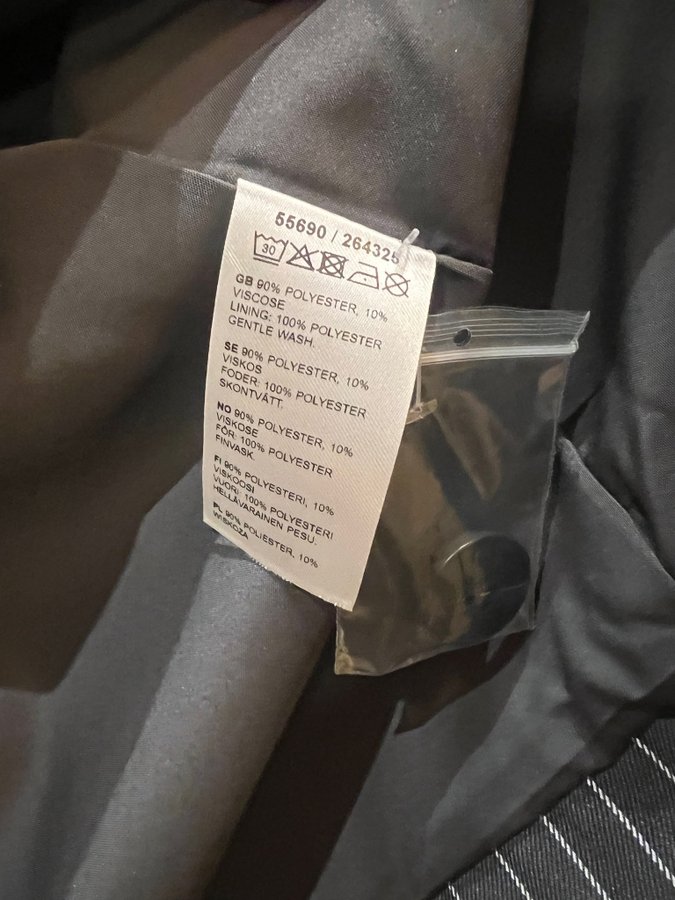 55690 / 264325
30
GB 90% POLYESTER, 10%
VISCOSE
LINING: 100% POLYESTER
GENTLE WASH.
SE 90% POLYESTER, 10%
VISKOS
FODER: 100% POLYESTER
SKONTVÄTT.
NO 90% POLYESTER, 10%
VISKOSE
FÔR: 100% POLYESTER
FINVASK.
FI 90% POLYESTERI, 10%
VISKOOSI
VUORI: 100% POLYESTERI
HELLÄVARAINEN PESU.
PL 90% POLIESTER, 10%
WISKOZA